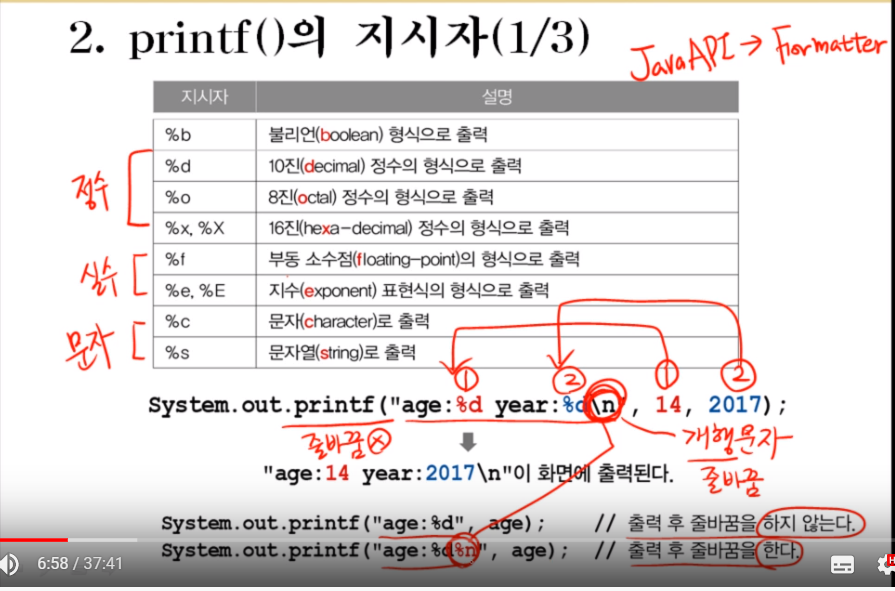 2. printf()의 지시자(1/3)
JavaAPI → Formatter
지시자 설명
%b 불리언(boolean) 형식으로 출력
%d 10진(decimal) 정수의 형식으로 출력
%o 8진(octal) 정수의 형식으로 출력
정수
%x, %X 16진(hexa-decimal) 정수의 형식으로 출력
%f 부동 소수점(floating-point)의 형식으로 출력
실수
%e, %E 지수(exponent) 표현식의 형식으로 출력
%c 문자(character)로 출력
문자
%s 문자열(string)로 출력
① ② ① ②
System.out.printf("age:%d year:%d\n", 14, 2017);
줄바꿈ⓧ
개행문자
줄바꿈
"age:14 year:2017\n"이 화면에 출력된다.
System.out.printf("age:%d", age); // 출력 후 줄바꿈을 하지 않는다.
System.out.printf("age:%d%n", age); // 출력 후 줄바꿈을 한다.
6:58 / 37:41